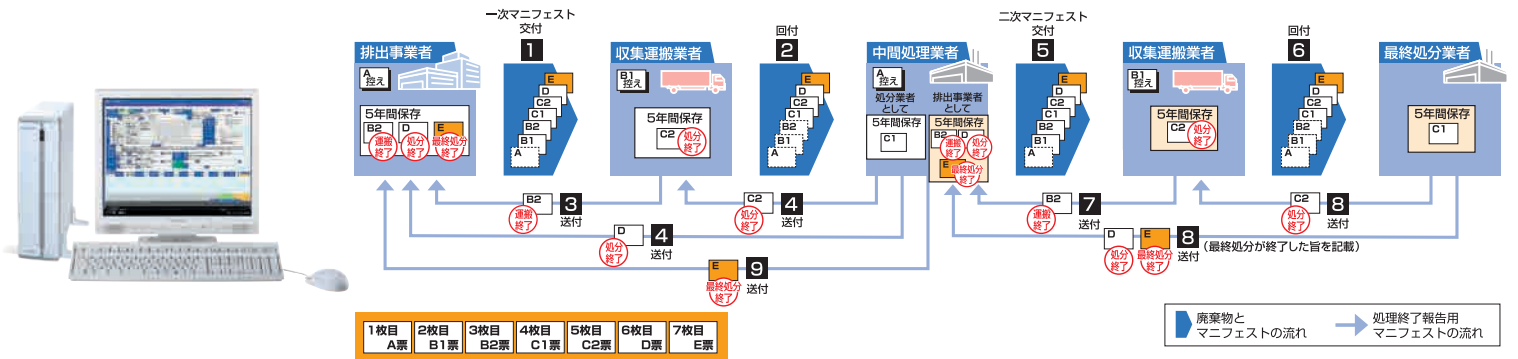 一次マニフェスト
交付
1
回付
2
二次マニフェスト
交付
5
回付
6
排出事業者
A
控え
5年間保存
B2
運搬
終了
D
処分
終了
E
最終処分
終了
E
D
C2
C1
B2
B1
A
収集運搬業者
B1
控え
5年間保存
C2
処分
終了
E
D
C2
C1
B2
B1
A
中間処理業者
A
控え
処分業者
として
5年間保存
C1
排出事業者
として
5年間保存
B2
運搬
終了
D
処分
終了
E
最終処分
終了
E
D
C2
C1
B2
B1
A
収集運搬業者
B1
控え
5年間保存
C2
処分
終了
E
D
C2
C1
B2
B1
A
最終処分業者
5年間保存
C1
B2
運搬
終了
3
送付
C2
処分
終了
4
送付
B2
運搬
終了
7
送付
C2
処分
終了
8
送付
D
処分
終了
4
送付
D
処分
終了
E
最終処分
終了
8
送付
(最終処分が終了した旨を記載)
E
最終処分
終了
9
送付
1枚目
A票
2枚目
B1票
3枚目
B2票
4枚目
C1票
5枚目
C2票
6枚目
D票
7枚目
E票
廃棄物と
マニフェストの流れ
処理終了報告用
マニフェストの流れ